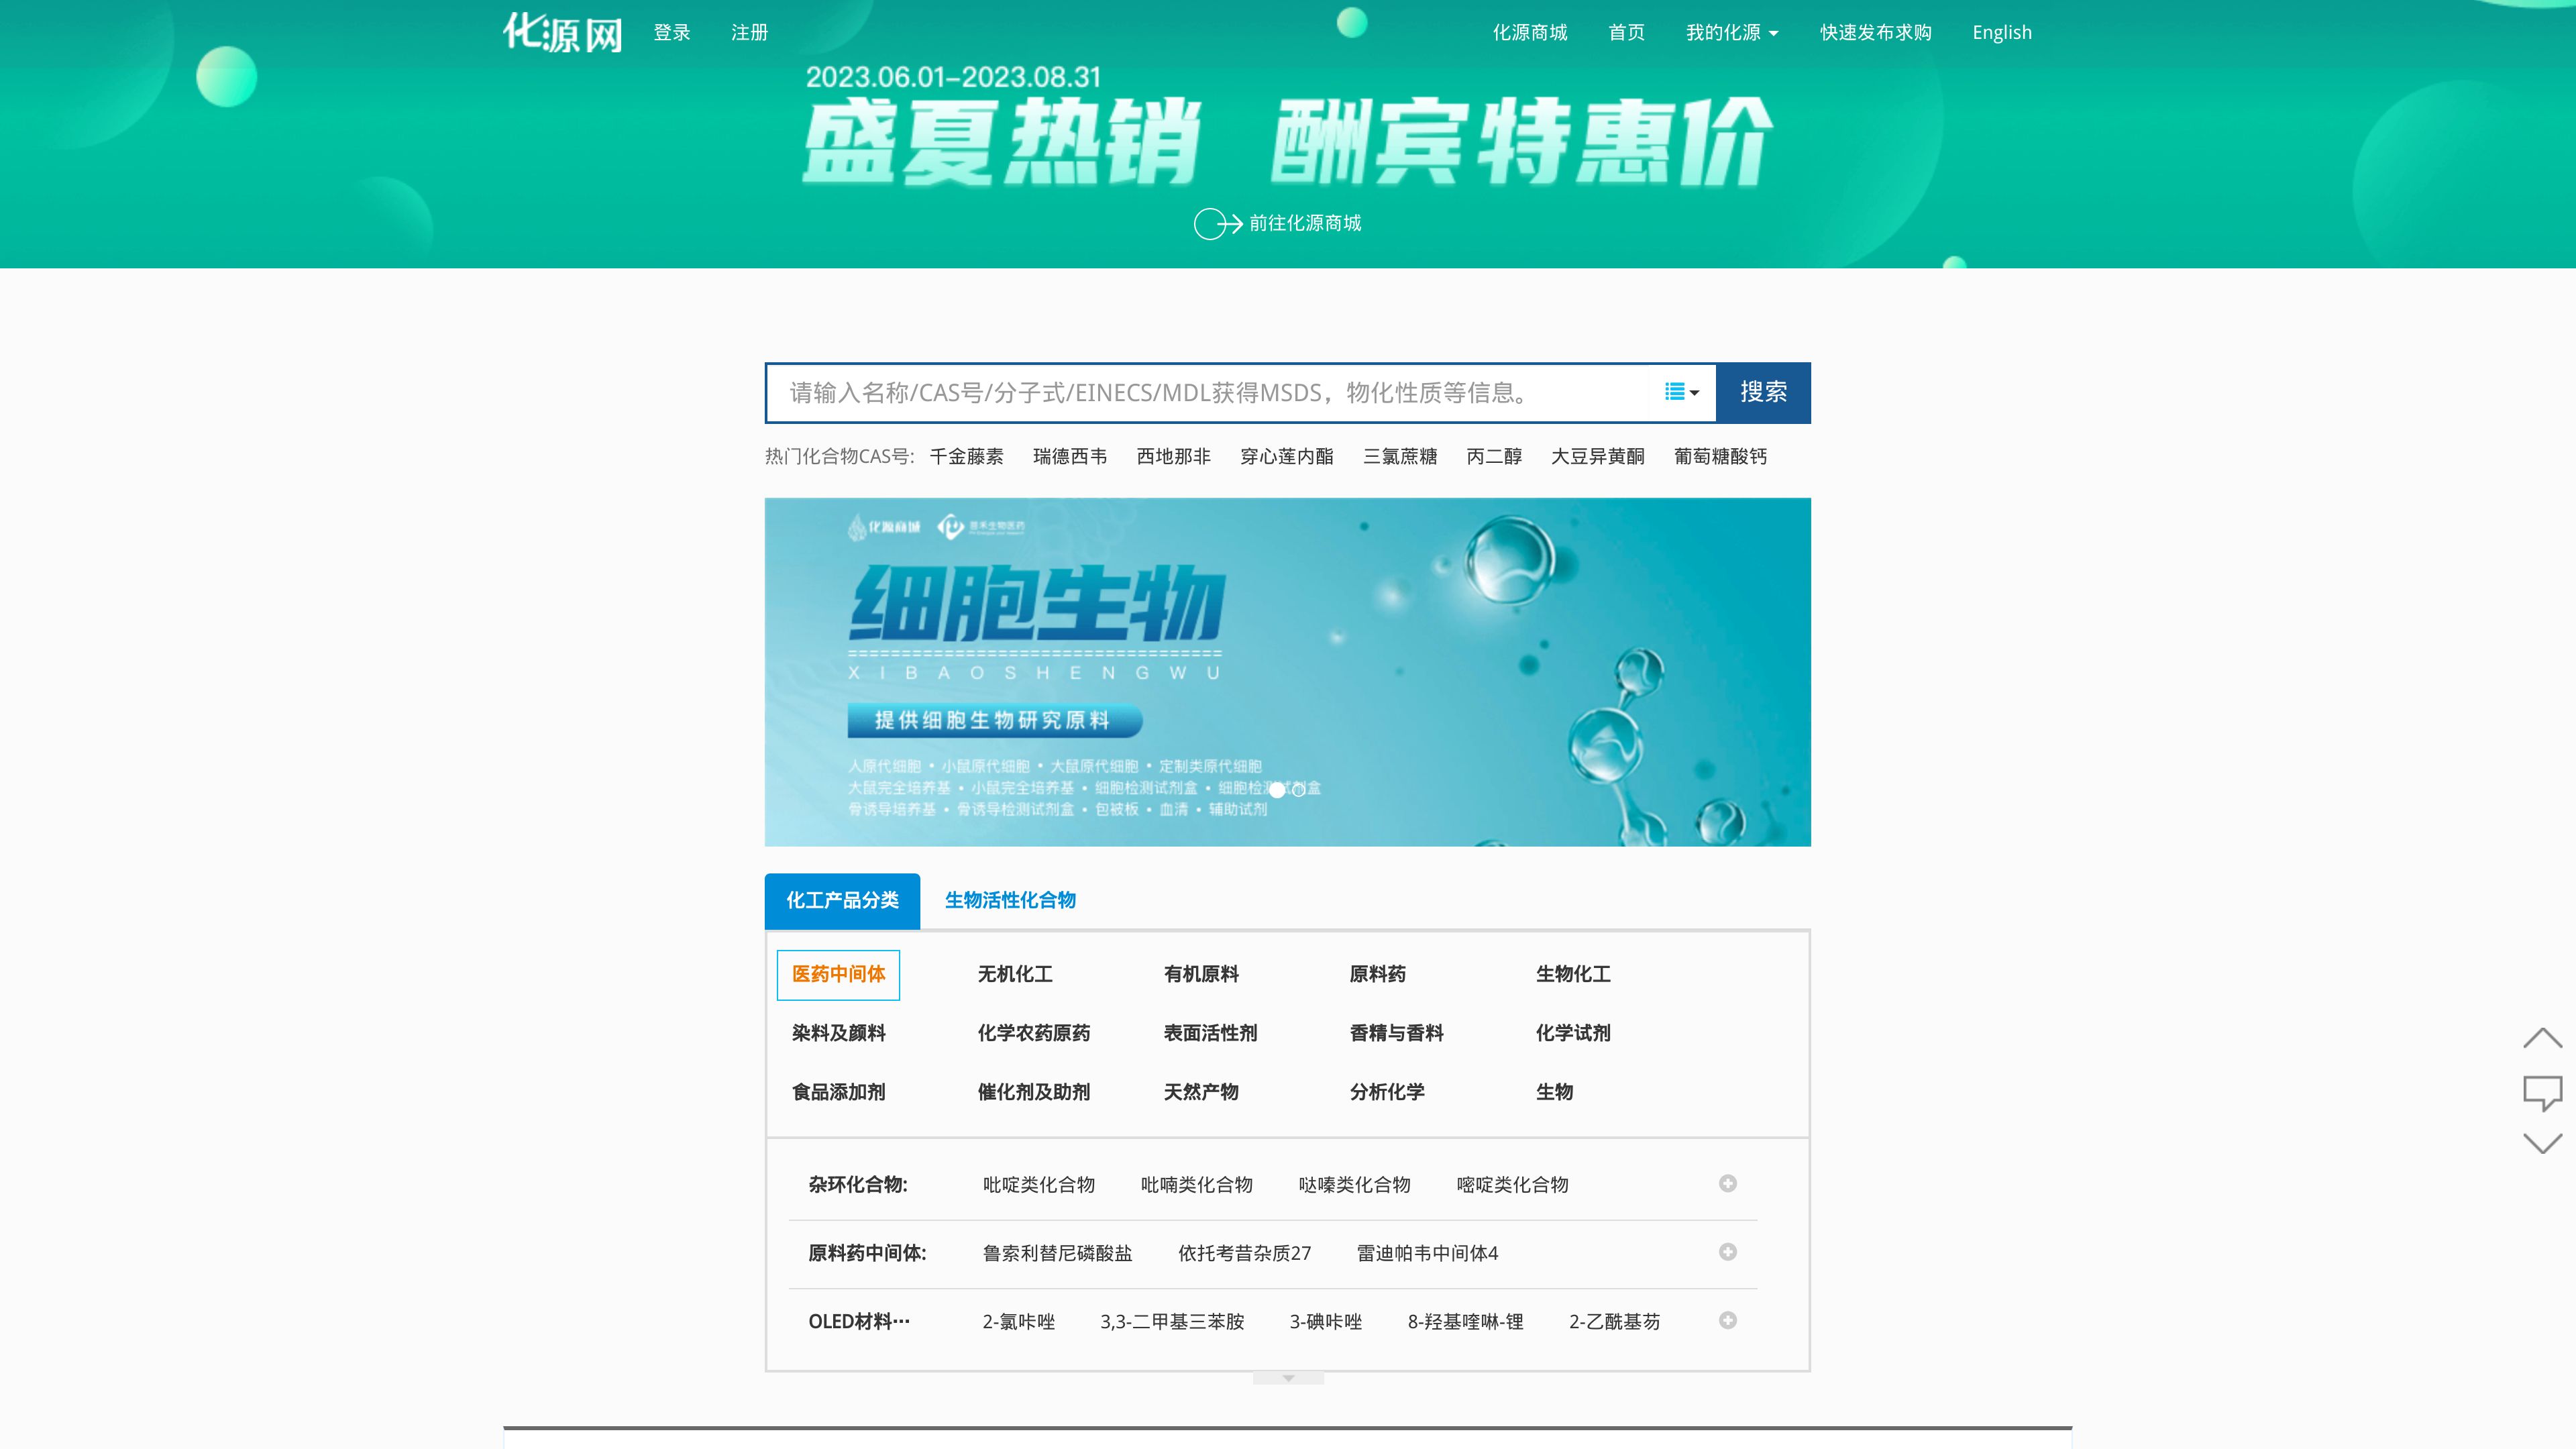 化源网 登录 注册 化源商城 首页 我的化源 快速发布求购 English
2023.06.01-2023.08.31
盛夏热销 酬宾特惠价
前往化源商城
请输入名称/CAS号/分子式/EINECS/MDL获得MSDS，物化性质等信息。 搜索
热门化合物CAS号: 千金藤素 瑞德西韦 西地那非 穿心莲内酯 三氯蔗糖 丙二醇 大豆异黄酮 葡萄糖酸钙
化源商城
细胞生物
XIBAOSHENGWU
提供细胞生物研究原料
人原代细胞 • 小鼠原代细胞 • 大鼠原代细胞 • 定制类原代细胞
大鼠完全培养基 • 小鼠完全培养基 • 细胞检测试剂盒 • 细胞检测试剂盒
骨诱导培养基 • 骨诱导检测试剂盒 • 包被板 • 血清 • 辅助试剂
化工产品分类 生物活性化合物
医药中间体 无机化工 有机原料 原料药 生物化工
染料及颜料 化学农药原药 表面活性剂 香精与香料 化学试剂
食品添加剂 催化剂及助剂 天然产物 分析化学 生物
杂环化合物: 吡啶类化合物 吡喃类化合物 哒嗪类化合物 嘧啶类化合物
原料药中间体: 鲁索利替尼磷酸盐 依托考昔杂质27 雷迪帕韦中间体4
OLED材料… 2-氯咔唑 3,3-二甲基三苯胺 3-碘咔唑 8-羟基喹啉-锂 2-乙酰基芴